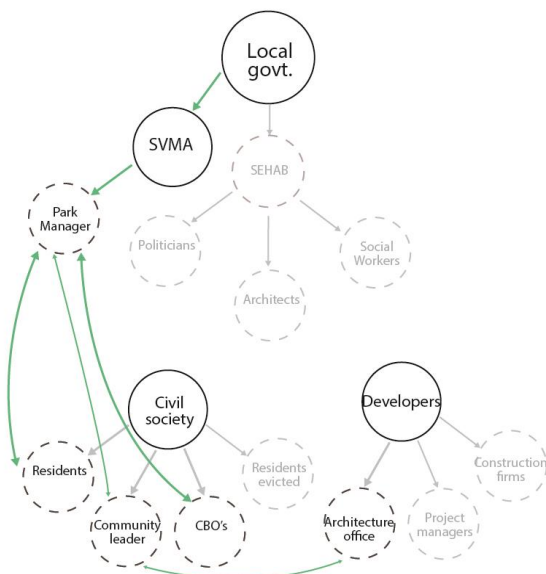 Local
govt.
SVMA
SEHAB
Park
Manager
Politicians
Social
Workers
Architects
Civil
society
Developers
Residents
Residents
evicted
Construction
firms
Community
leader
CBO's
Architecture
office
Project
managers